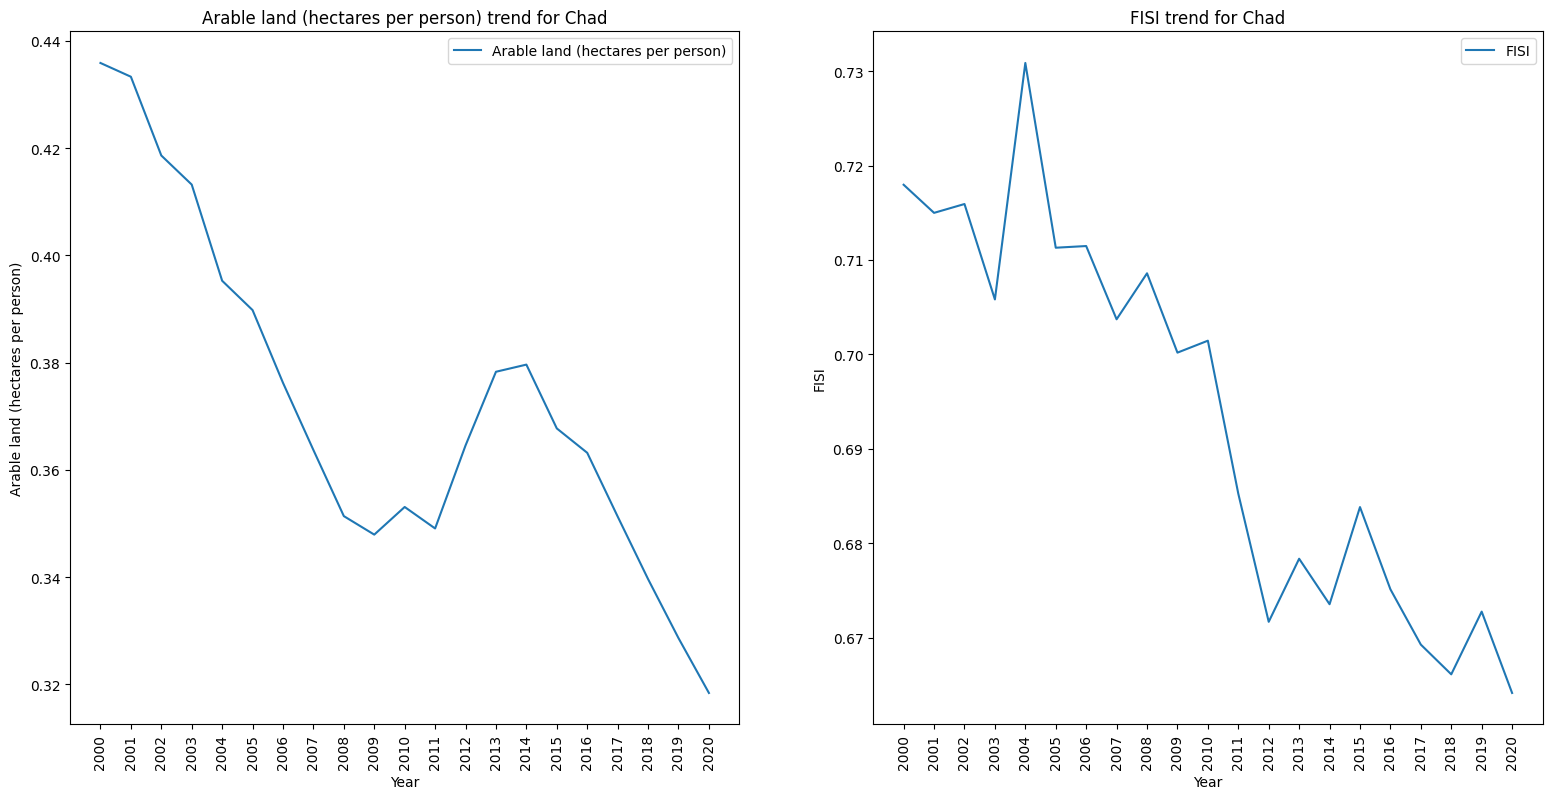 Arable land (hectares per person) trend for Chad
Arable land (hectares per person)
Arable land (hectares per person)
0.44
0.42
0.40
0.38
0.36
0.34
0.32
2000 2001 2002 2003 2004 2005 2006 2007 2008 2009 2010 2011 2012 2013 2014 2015 2016 2017 2018 2019 2020
Year
FISI trend for Chad
FISI
FISI
0.73
0.72
0.71
0.70
0.69
0.68
0.67
2000 2001 2002 2003 2004 2005 2006 2007 2008 2009 2010 2011 2012 2013 2014 2015 2016 2017 2018 2019 2020
Year